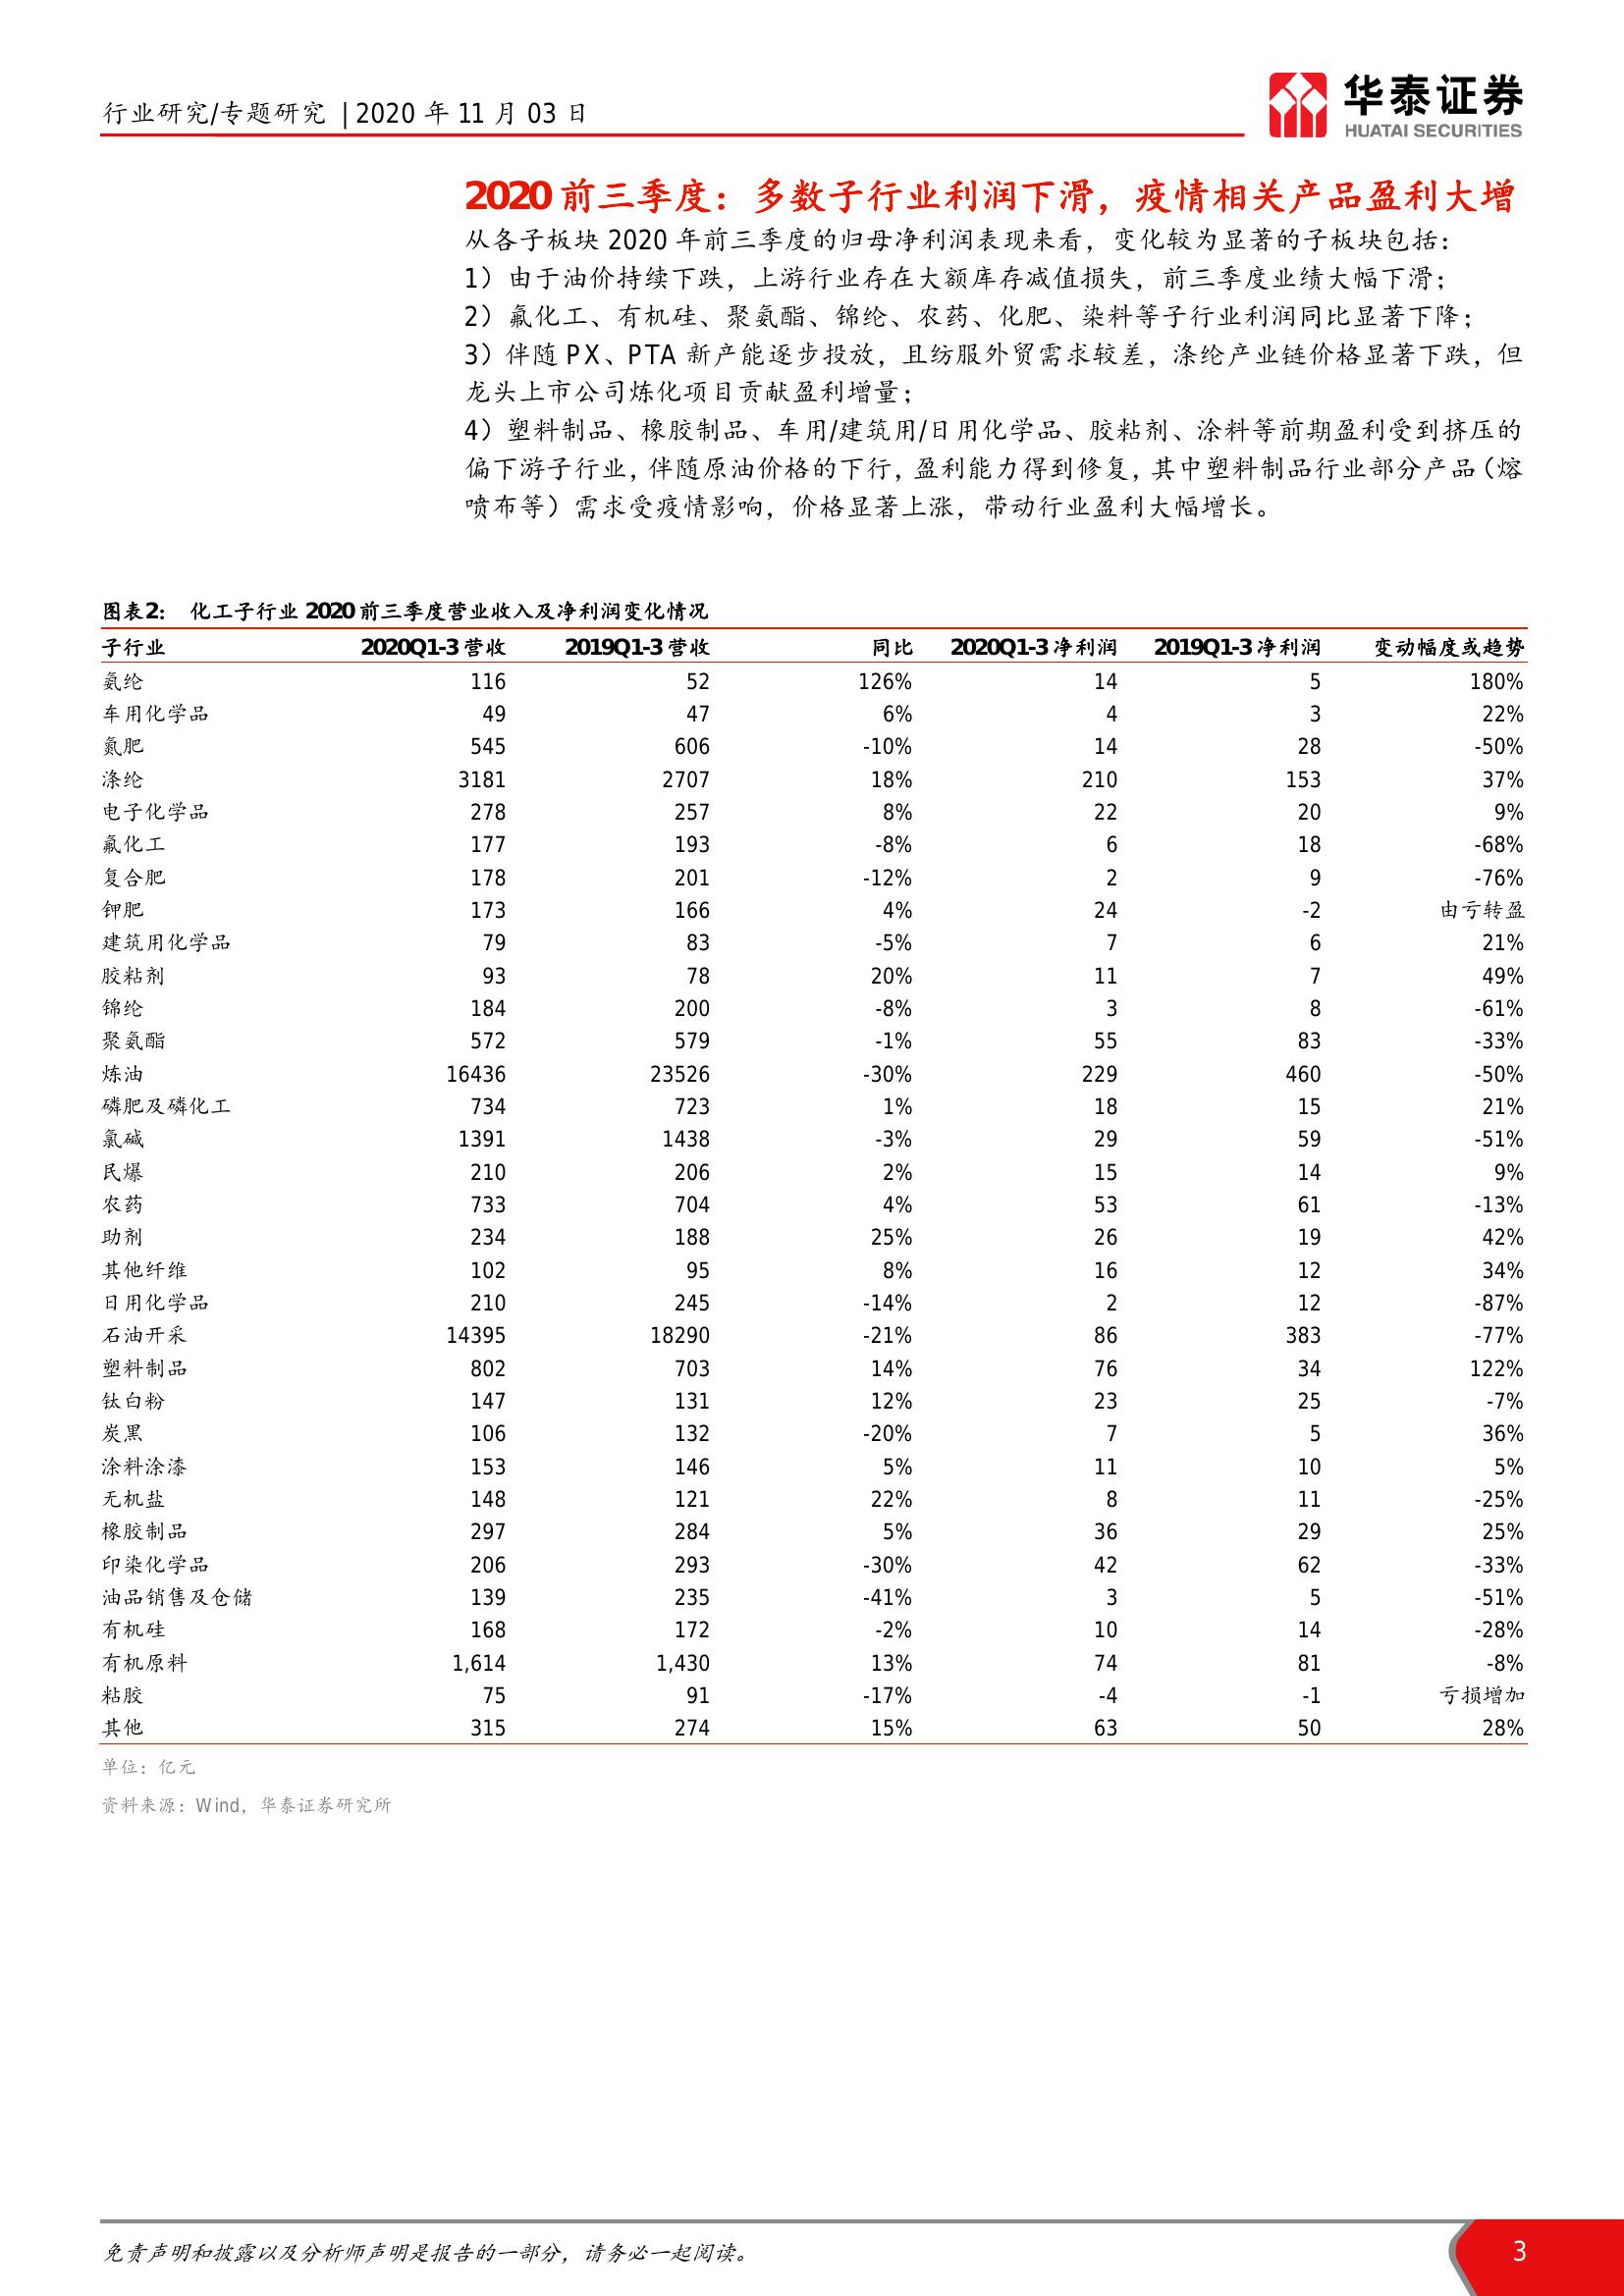 行业研究/专题研究 | 2020 年 11 月 03 日
华泰证券
HUATAI SECURITIES
2020 前三季度：多数子行业利润下滑，疫情相关产品盈利大增
从各子板块 2020 年前三季度的归母净利润表现来看，变化较为显著的子板块包括：
1）由于油价持续下跌，上游行业存在大额库存减值损失，前三季度业绩大幅下滑；
2）氟化工、有机硅、聚氨酯、锦纶、农药、化肥、染料等子行业利润同比显著下降；
3）伴随 PX、PTA 新产能逐步投放，且纺服外贸需求较差，涤纶产业链价格显著下跌，但
龙头上市公司炼化项目贡献盈利增量；
4）塑料制品、橡胶制品、车用/建筑用/日用化学品、胶粘剂、涂料等前期盈利受到挤压的
偏下游子行业，伴随原油价格的下行，盈利能力得到修复，其中塑料制品行业部分产品（熔
喷布等）需求受疫情影响，价格显著上涨，带动行业盈利大幅增长。
图表2： 化工子行业 2020 前三季度营业收入及净利润变化情况
子行业 2020Q1-3 营收 2019Q1-3 营收 同比 2020Q1-3 净利润 2019Q1-3 净利润 变动幅度或趋势
氨纶 116 52 126% 14 5 180%
车用化学品 49 47 6% 4 3 22%
氮肥 545 606 -10% 14 28 -50%
涤纶 3181 2707 18% 210 153 37%
电子化学品 278 257 8% 22 20 9%
氟化工 177 193 -8% 6 18 -68%
复合肥 178 201 -12% 2 9 -76%
钾肥 173 166 4% 24 -2 由亏转盈
建筑用化学品 79 83 -5% 7 6 21%
胶粘剂 93 78 20% 11 7 49%
锦纶 184 200 -8% 3 8 -61%
聚氨酯 572 579 -1% 55 83 -33%
炼油 16436 23526 -30% 229 460 -50%
磷肥及磷化工 734 723 1% 18 15 21%
氯碱 1391 1438 -3% 29 59 -51%
民爆 210 206 2% 15 14 9%
农药 733 704 4% 53 61 -13%
助剂 234 188 25% 26 19 42%
其他纤维 102 95 8% 16 12 34%
日用化学品 210 245 -14% 2 12 -87%
石油开采 14395 18290 -21% 86 383 -77%
塑料制品 802 703 14% 76 34 122%
钛白粉 147 131 12% 23 25 -7%
炭黑 106 132 -20% 7 5 36%
涂料涂漆 153 146 5% 11 10 5%
无机盐 148 121 22% 8 11 -25%
橡胶制品 297 284 5% 36 29 25%
印染化学品 206 293 -30% 42 62 -33%
油品销售及仓储 139 235 -41% 3 5 -51%
有机硅 168 172 -2% 10 14 -28%
有机原料 1,614 1,430 13% 74 81 -8%
粘胶 75 91 -17% -4 -1 亏损增加
其他 315 274 15% 63 50 28%
单位：亿元
资料来源：Wind，华泰证券研究所
免责声明和披露以及分析师声明是报告的一部分，请务必一起阅读。
3